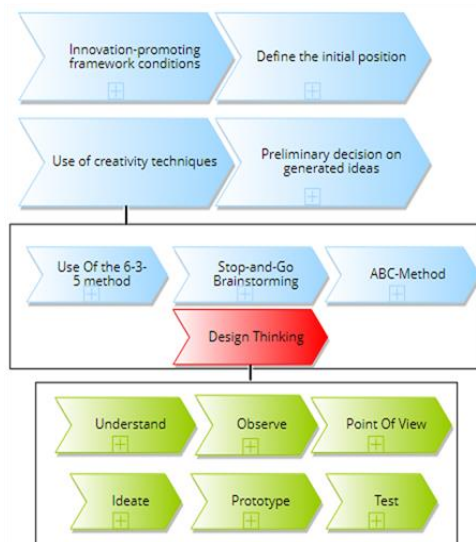 Innovation-promoting
framework conditions
Define the initial position
Use of creativity techniques
Preliminary decision on
generated ideas
Use Of the 6-3-
5 method
Stop-and-Go
Brainstorming
ABC-Method
Design Thinking
Understand
Observe
Point Of View
Ideate
Prototype
Test